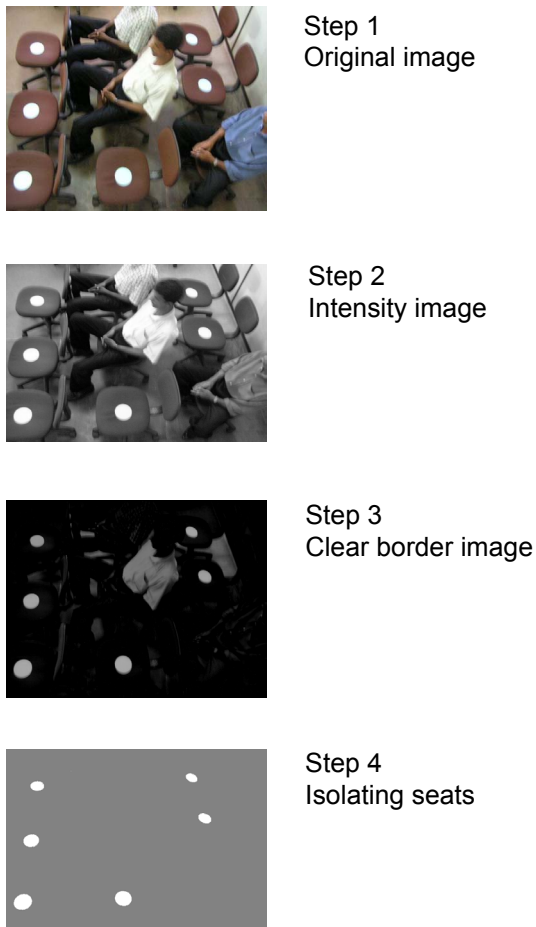 Step 1
Original image
Step 2
Intensity image
Step 3
Clear border image
Step 4
Isolating seats